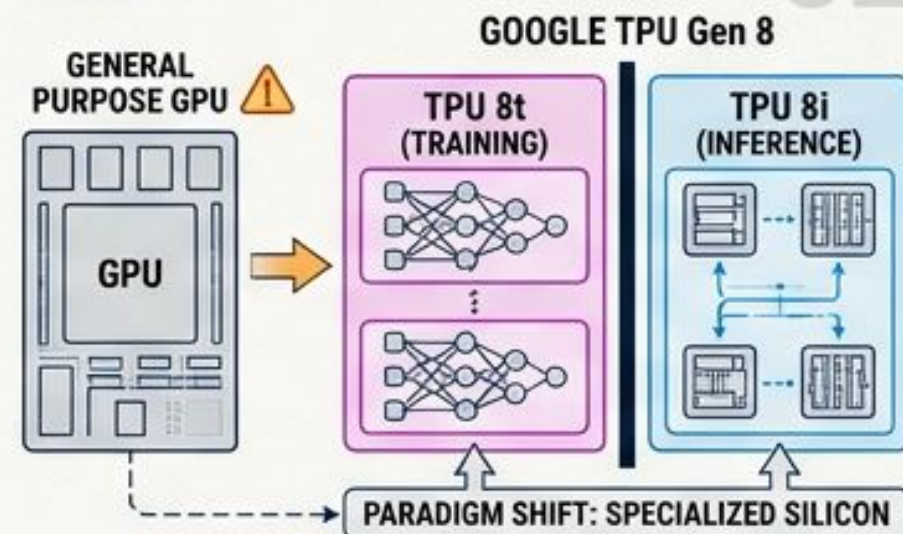 GOOGLE TPU Gen 8
GENERAL
PURPOSE GPU
GPU
TPU 8t
(TRAINING)
TPU 8i
(INFERENCE)
PARADIGM SHIFT: SPECIALIZED SILICON